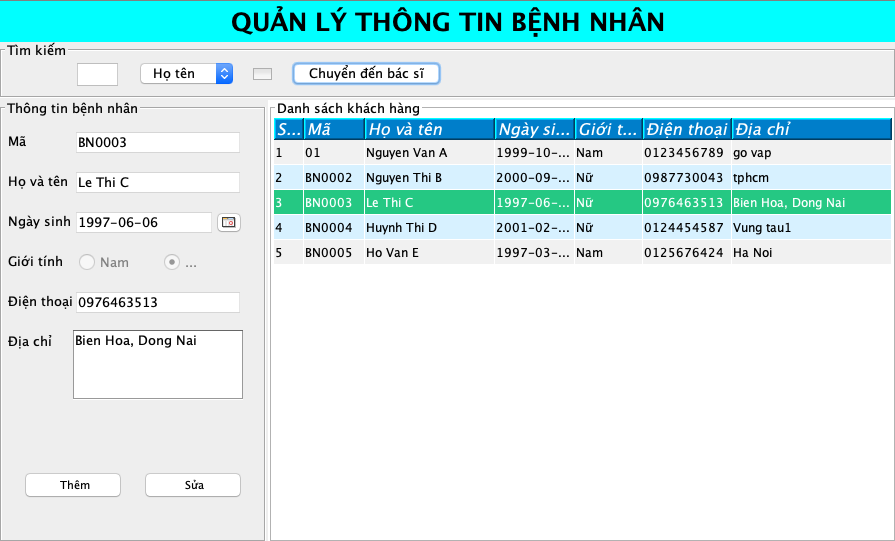 QUẢN LÝ THÔNG TIN BỆNH NHÂN
Tìm kiếm
Họ tên
Chuyển đến bác sĩ
Thông tin bệnh nhân
Mã BN0003
Họ và tên Le Thi C
Ngày sinh 1997-06-06
Giới tính Nam ...
Điện thoại 0976463513
Địa chỉ Bien Hoa, Dong Nai
Thêm Sửa
Danh sách khách hàng
S... Mã Họ và tên Ngày si... Giới t... Điện thoại Địa chỉ
1 01 Nguyen Van A 1999-10-... Nam 0123456789 go vap
2 BN0002 Nguyen Thi B 2000-09-... Nữ 0987730043 tphcm
3 BN0003 Le Thi C 1997-06-... Nữ 0976463513 Bien Hoa, Dong Nai
4 BN0004 Huynh Thi D 2001-02-... Nữ 0124454587 Vung tau1
5 BN0005 Ho Van E 1997-03-... Nam 0125676424 Ha Noi